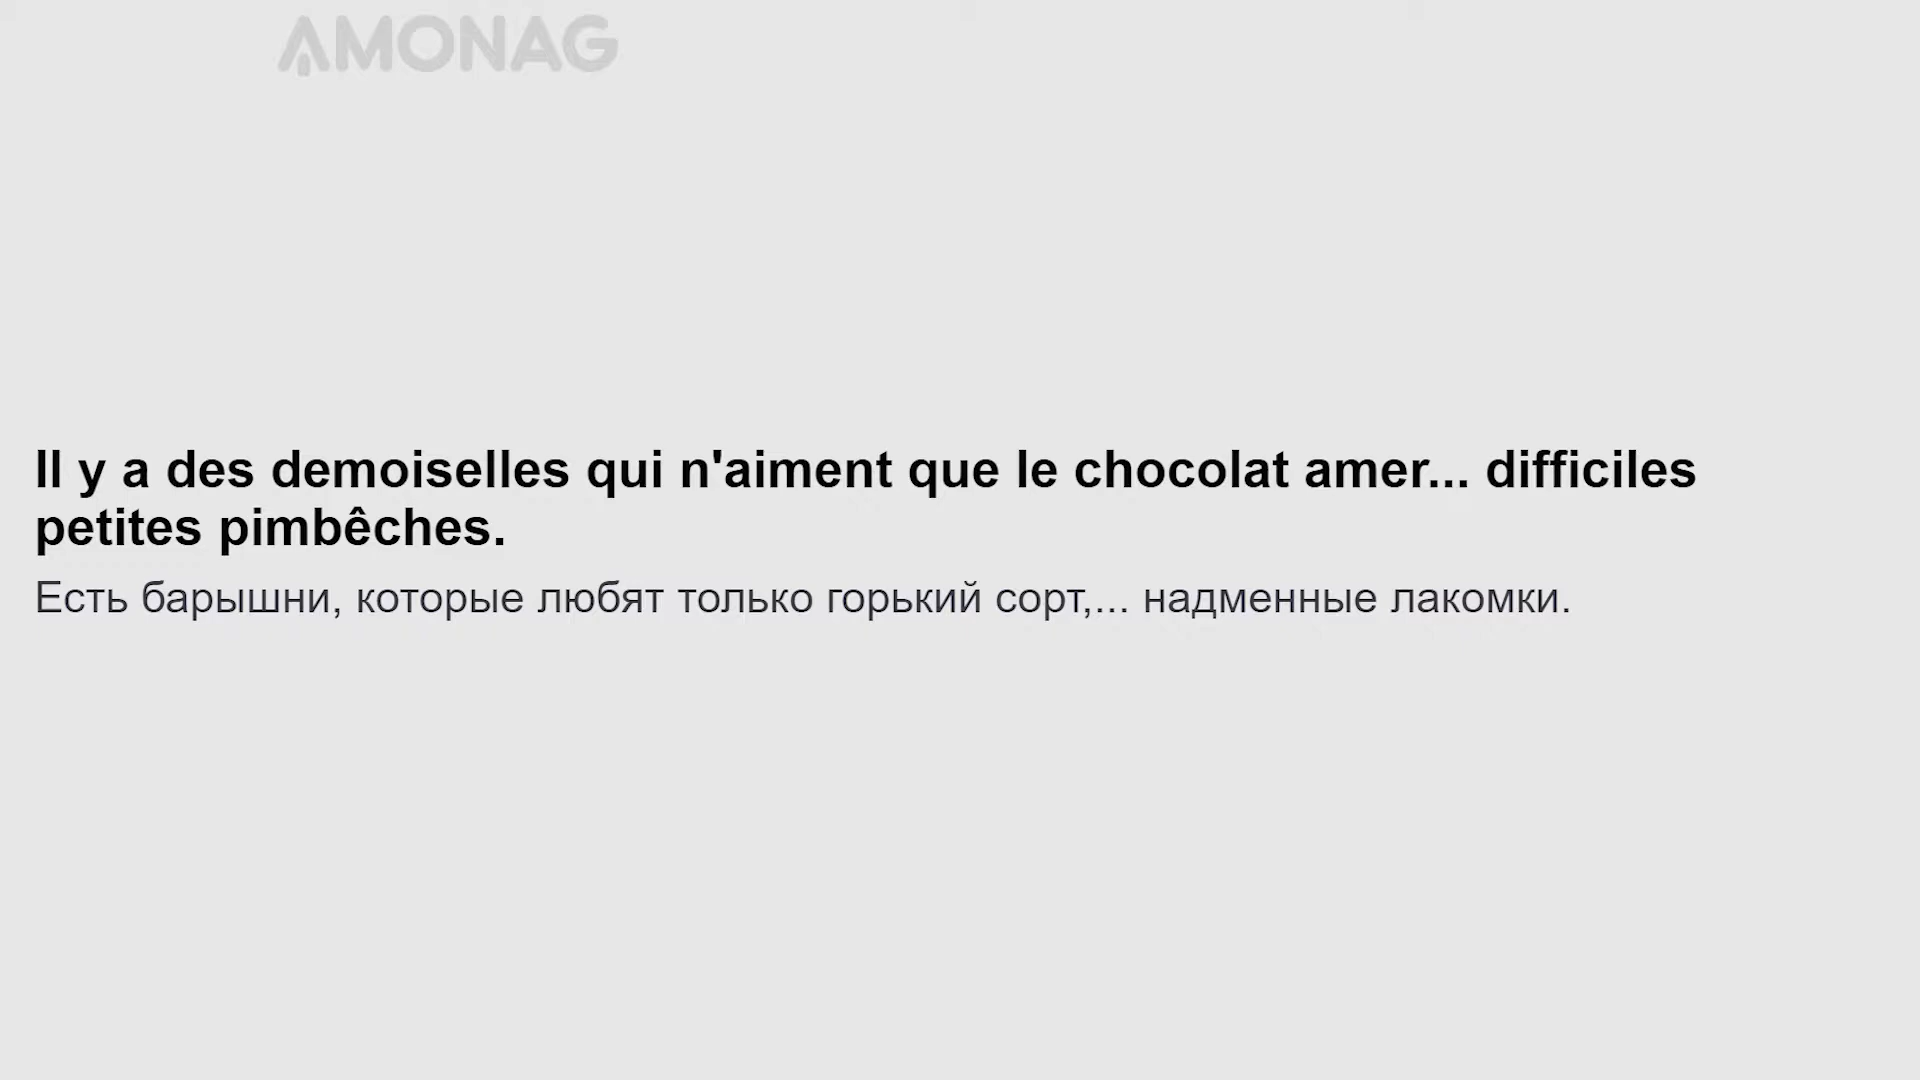 AMONAG
Il y a des demoiselles qui n'aiment que le chocolat amer... difficiles
petites pimbêches.
Есть барышни, которые любят только горький сорт,... надменные лакомки.